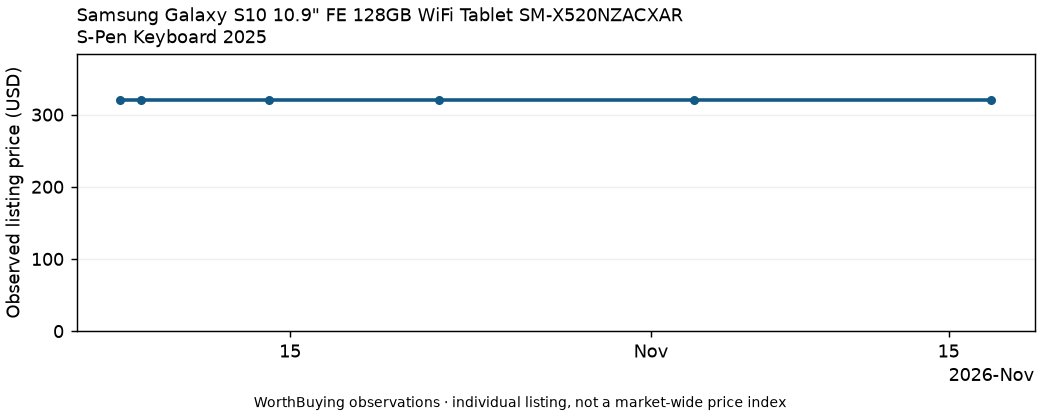 Samsung Galaxy S10 10.9" FE 128GB WiFi Tablet SM-X520NZACXAR
S-Pen Keyboard 2025
Observed listing price (USD)
300
200
100
0
15
Nov
15
2026-Nov
WorthBuying observations · individual listing, not a market-wide price index